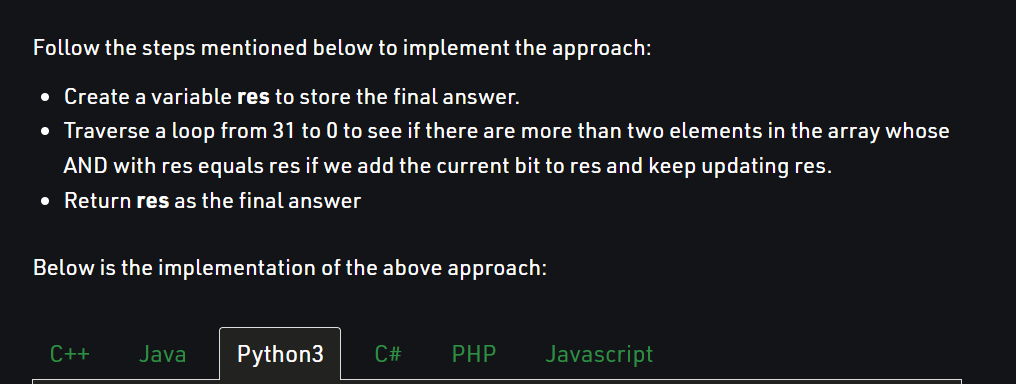 Follow the steps mentioned below to implement the approach:
• Create a variable res to store the final answer.
• Traverse a loop from 31 to 0 to see if there are more than two elements in the array whose
AND with res equals res if we add the current bit to res and keep updating res.
• Return res as the final answer
Below is the implementation of the above approach:
C++ Java Python3 C# PHP Javascript